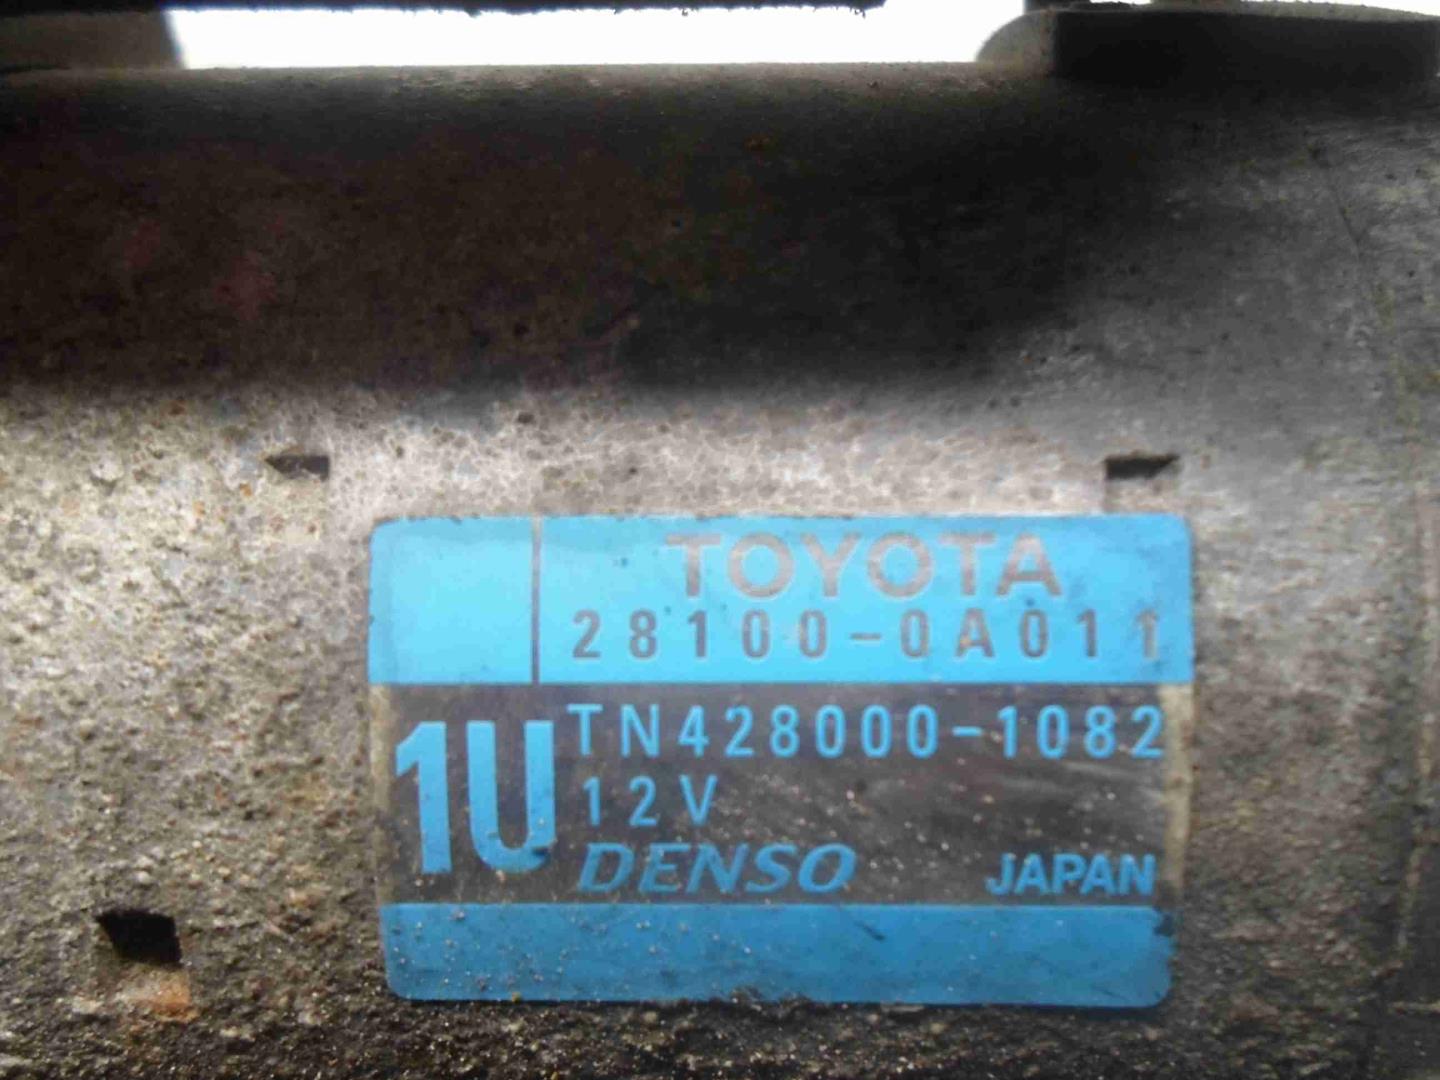 TOYOTA
28100-0A011
1U
TN428000-1082
12V
DENSO JAPAN